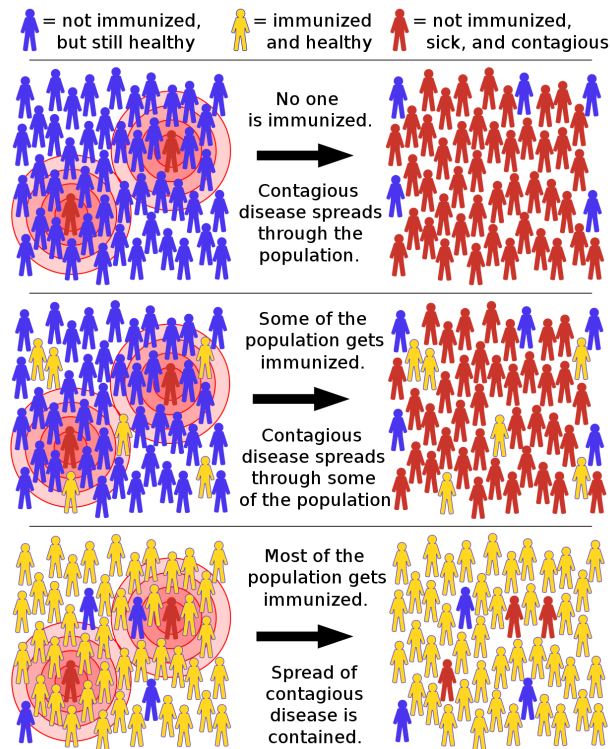 = not immunized,
but still healthy
= immunized
and healthy
= not immunized,
sick, and contagious
No one
is immunized.
Contagious
disease spreads
through the
population.
Some of the
population gets
immunized.
Contagious
disease spreads
through some
of the population
Most of the
population gets
immunized.
Spread of
contagious
disease is
contained.